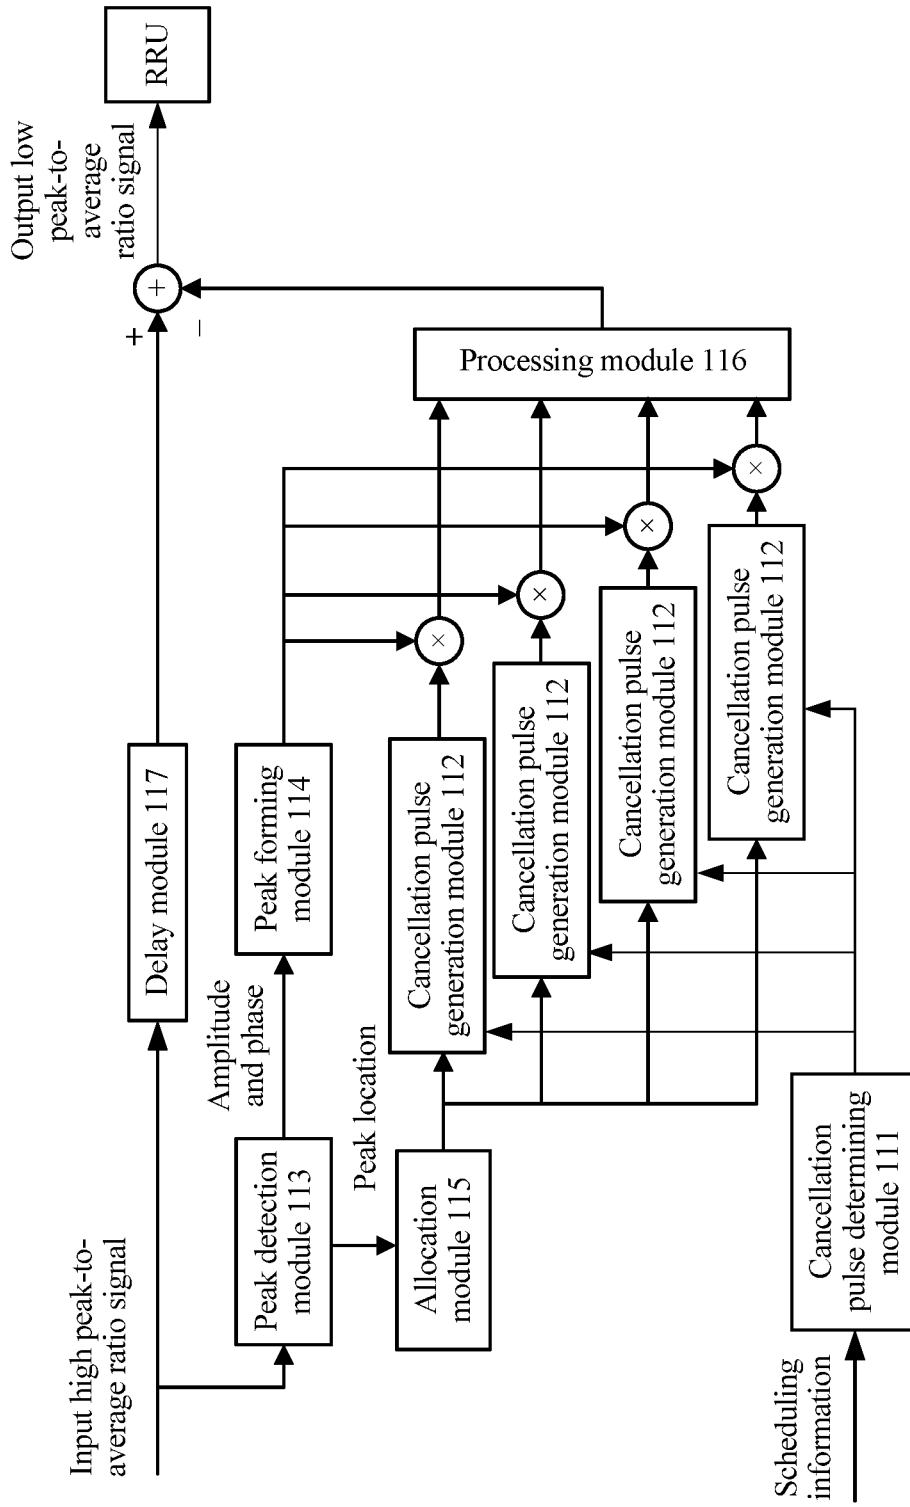 Input high peak-to-
average ratio signal
Delay module 117
+
−
+
Output low
peak-to-
average
ratio signal
RRU
Peak detection
module 113
Amplitude
and phase
Peak forming
module 114
Allocation
module 115
Peak location
Cancellation pulse
generation module 112
×
Cancellation pulse
generation module 112
×
Cancellation pulse
generation module 112
×
Cancellation pulse
generation module 112
×
Processing module 116
Scheduling
information
Cancellation
pulse determining
module 111